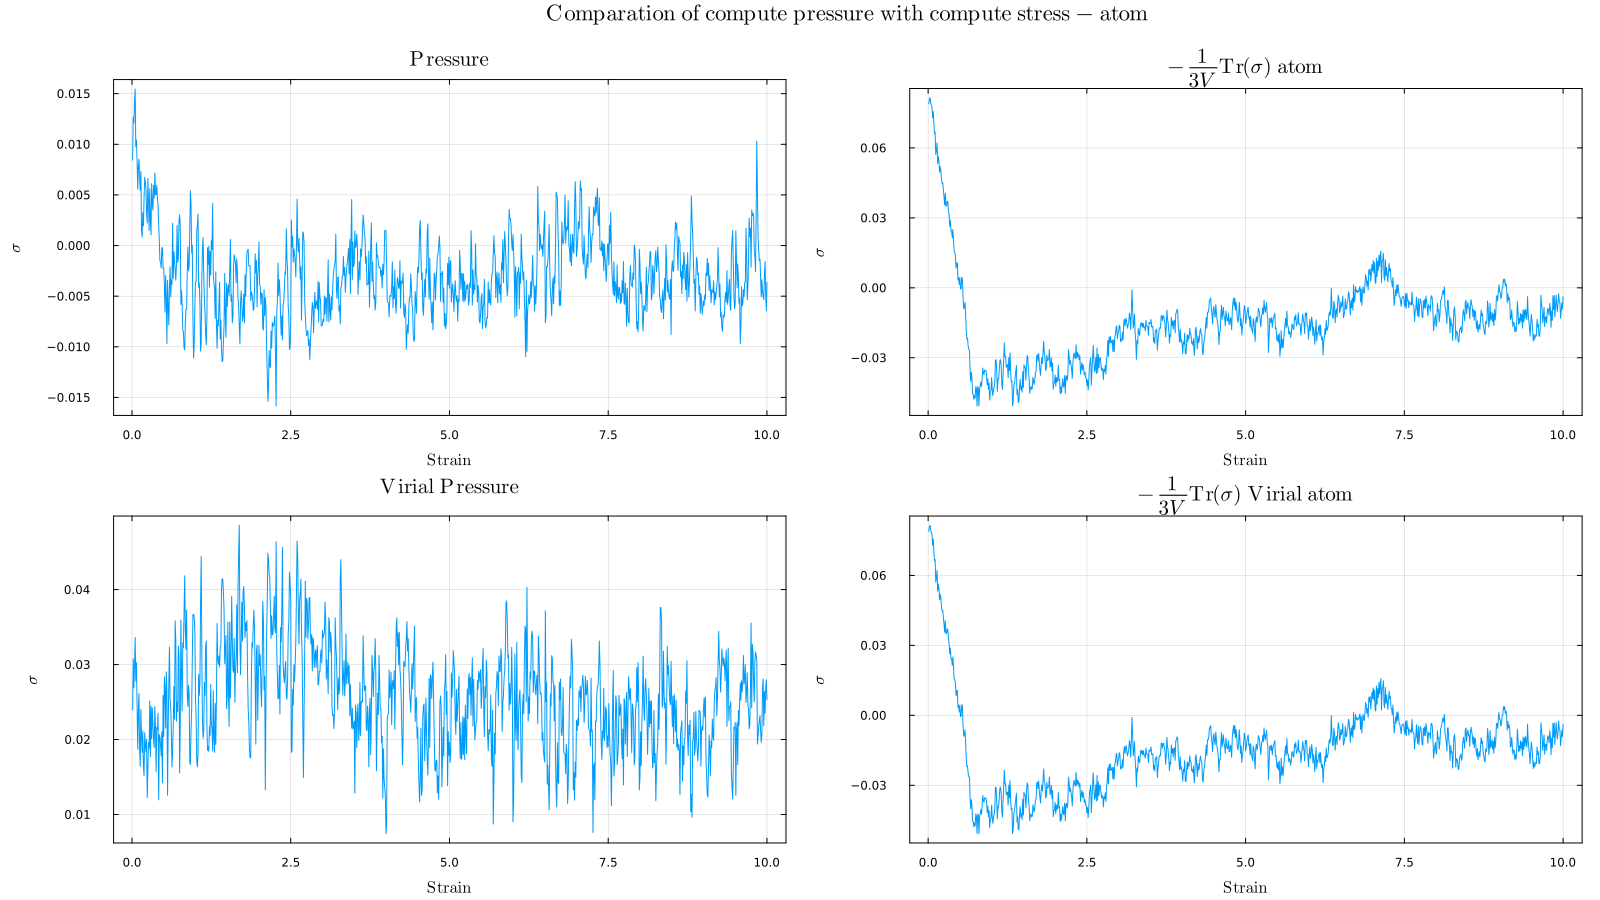 Comparation of compute pressure with compute stress − atom
Pressure
0.015
0.010
0.005
0.000
−0.005
−0.010
−0.015
σ
0.0 2.5 5.0 7.5 10.0
Strain
−1/3V Tr(σ) atom
0.06
0.03
0.00
−0.03
σ
0.0 2.5 5.0 7.5 10.0
Strain
Virial Pressure
0.04
0.03
0.02
0.01
σ
0.0 2.5 5.0 7.5 10.0
Strain
−1/3V Tr(σ) Virial atom
0.06
0.03
0.00
−0.03
σ
0.0 2.5 5.0 7.5 10.0
Strain